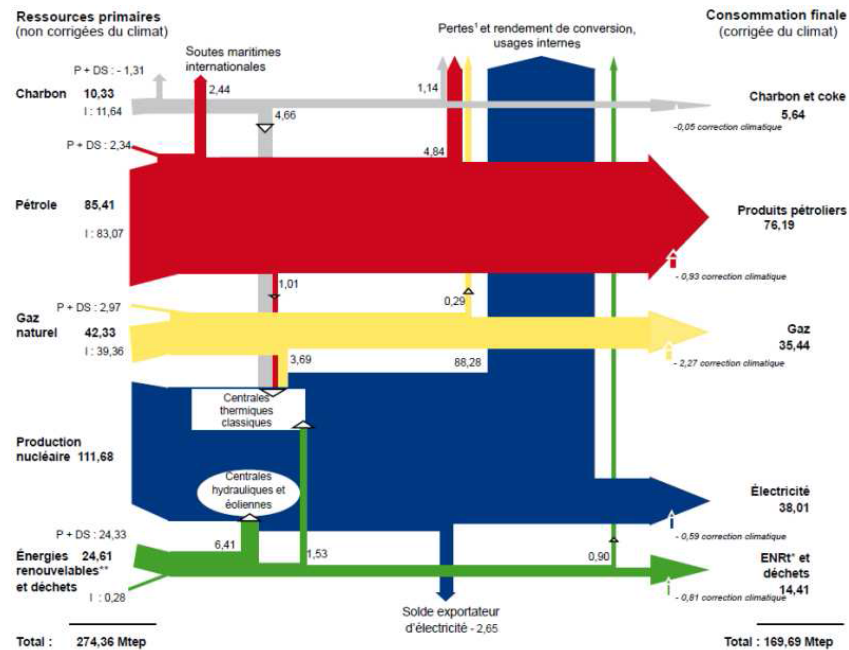 Ressources primaires
(non corrigées du climat)
Pertes¹ et rendement de conversion,
usages internes
Consommation finale
(corrigée du climat)
Soutes maritimes
internationales
P + DS : - 1,31
2,44
1,14
Charbon 10,33
I : 11,64
4,66
Charbon et coke
5,64
-0,05 correction climatique
P + DS : 2,34
4,84
Pétrole 85,41
I : 83,07
Produits pétroliers
76,19
- 0,93 correction climatique
1,01
P + DS : 2,97
0,29
Gaz
naturel 42,33
I : 39,36
3,69
88,28
Gaz
35,44
- 2,27 correction climatique
Centrales
thermiques
classiques
Production
nucléaire 111,68
Centrales
hydrauliques et
éoliennes
Électricité
38,01
- 0,59 correction climatique
P + DS : 24,33
6,41
1,53
0,90
Énergies 24,61
renouvelables**
et déchets
I : 0,28
ENRt* et
déchets
14,41
- 0,81 correction climatique
Solde exportateur
d'électricité - 2,65
Total : 274,36 Mtep
Total : 169,69 Mtep